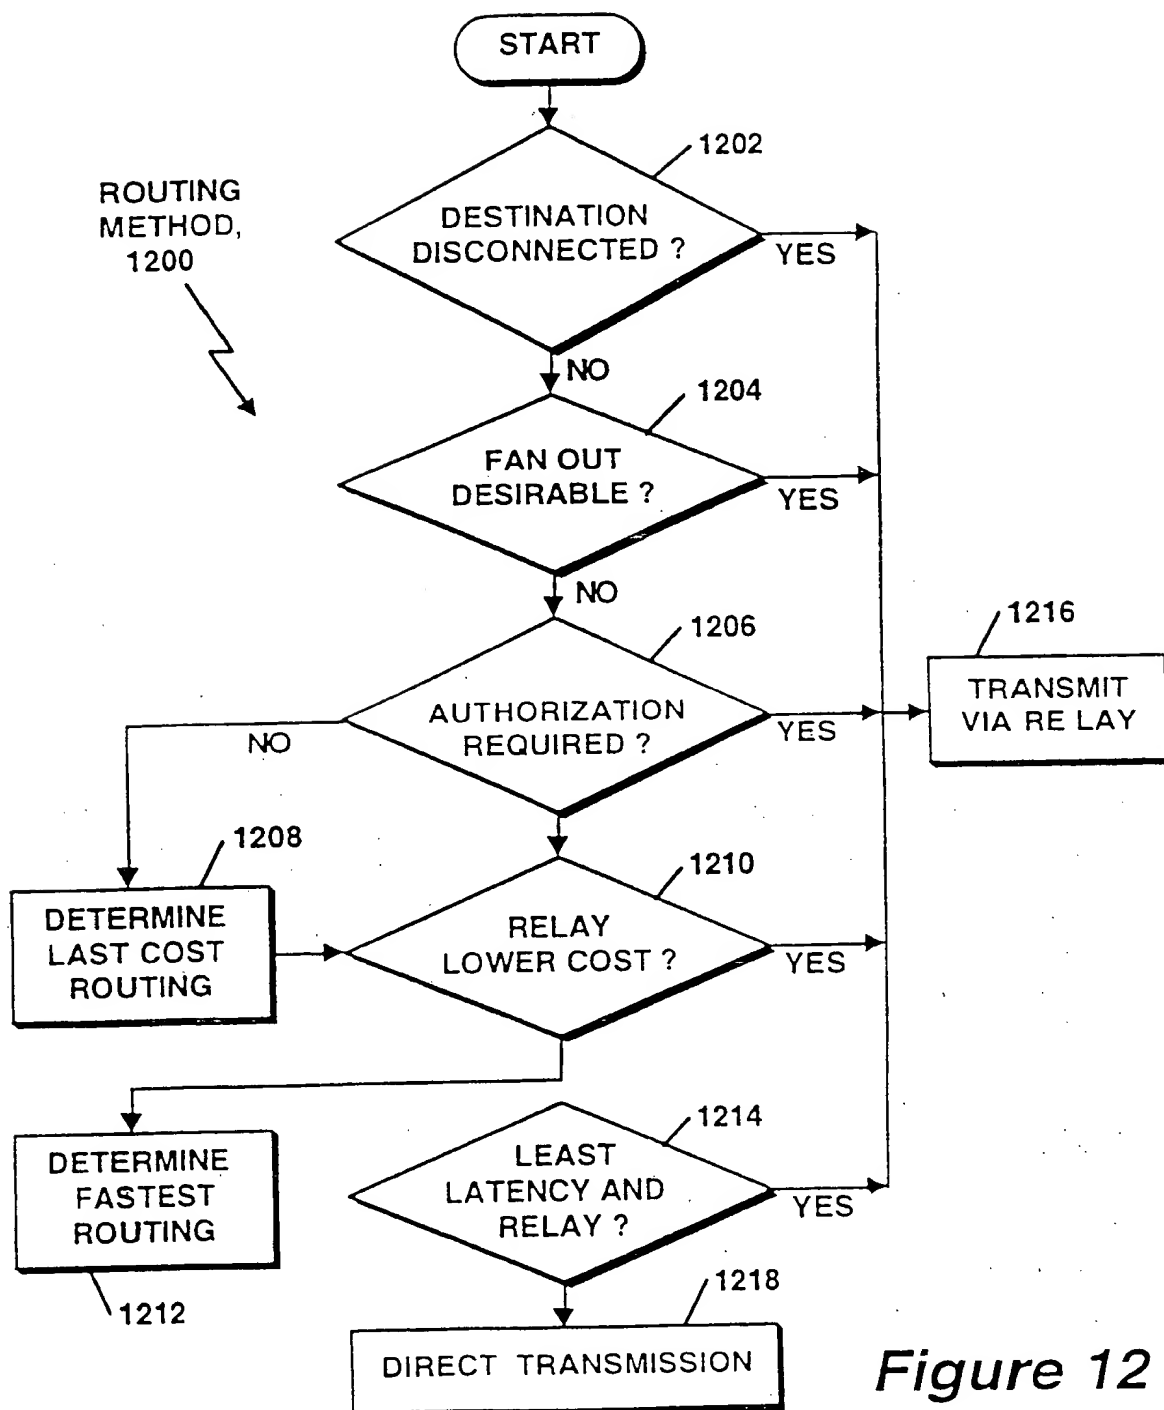 START
1202
ROUTING
METHOD,
1200
DESTINATION
DISCONNECTED ?
YES
NO
1204
FAN OUT
DESIRABLE ?
YES
NO
1206
AUTHORIZATION
REQUIRED ?
YES
NO
1216
TRANSMIT
VIA RE LAY
1208
DETERMINE
LAST COST
ROUTING
1210
RELAY
LOWER COST ?
YES
DETERMINE
FASTEST
ROUTING
1212
1214
LEAST
LATENCY AND
RELAY ?
YES
1218
DIRECT TRANSMISSION
Figure 12